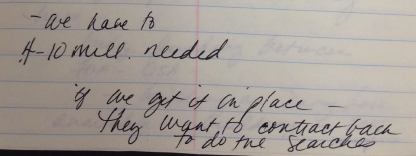 - we have to
4-10 mill. needed
if we get it in place -
they want to contract back
to do the searches